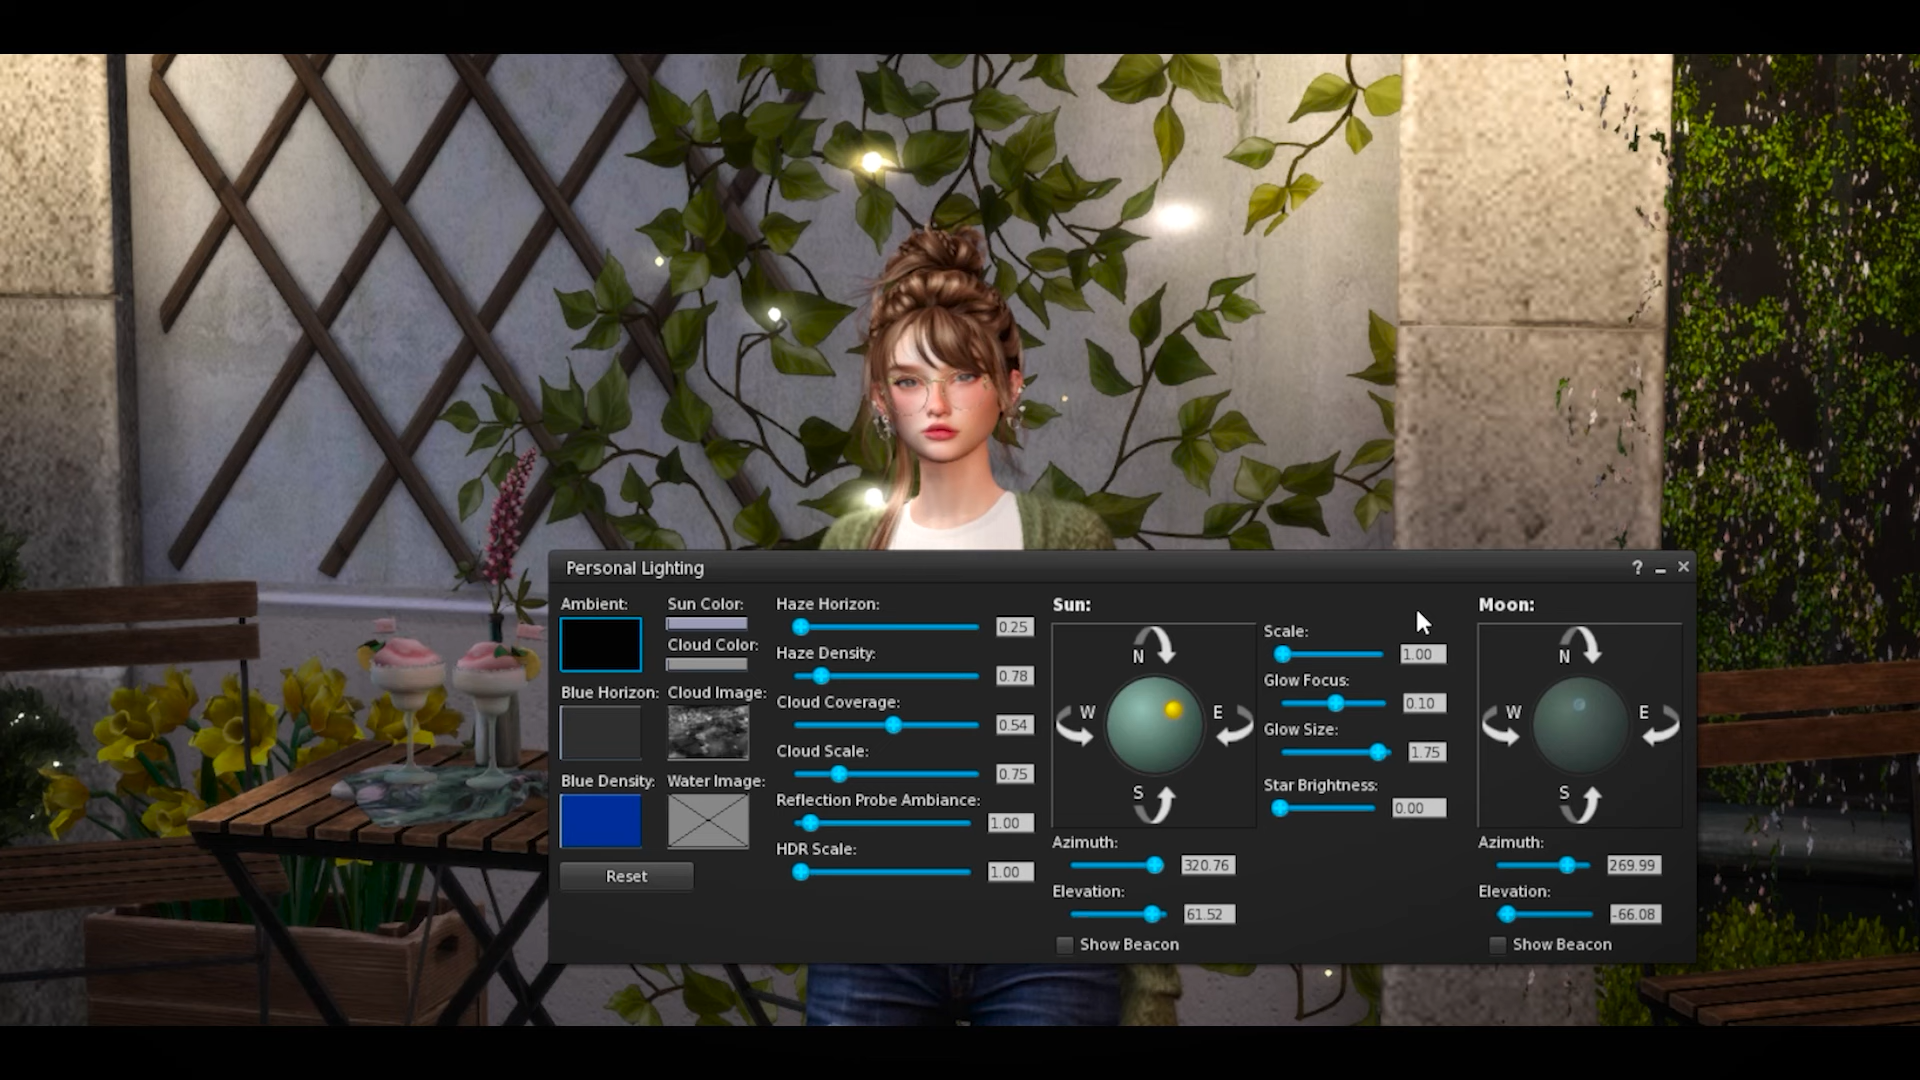 Personal Lighting
? _ ×
Ambient:
Sun Color:
Cloud Color:
Blue Horizon:
Cloud Image:
Blue Density:
Water Image:
Reset
Haze Horizon:
0.25
Haze Density:
0.78
Cloud Coverage:
0.54
Cloud Scale:
0.75
Reflection Probe Ambiance:
1.00
HDR Scale:
1.00
Sun:
N
W
E
S
Azimuth:
320.76
Elevation:
61.52
Show Beacon
Scale:
1.00
Glow Focus:
0.10
Glow Size:
1.75
Star Brightness:
0.00
Moon:
N
W
E
S
Azimuth:
269.99
Elevation:
-66.08
Show Beacon